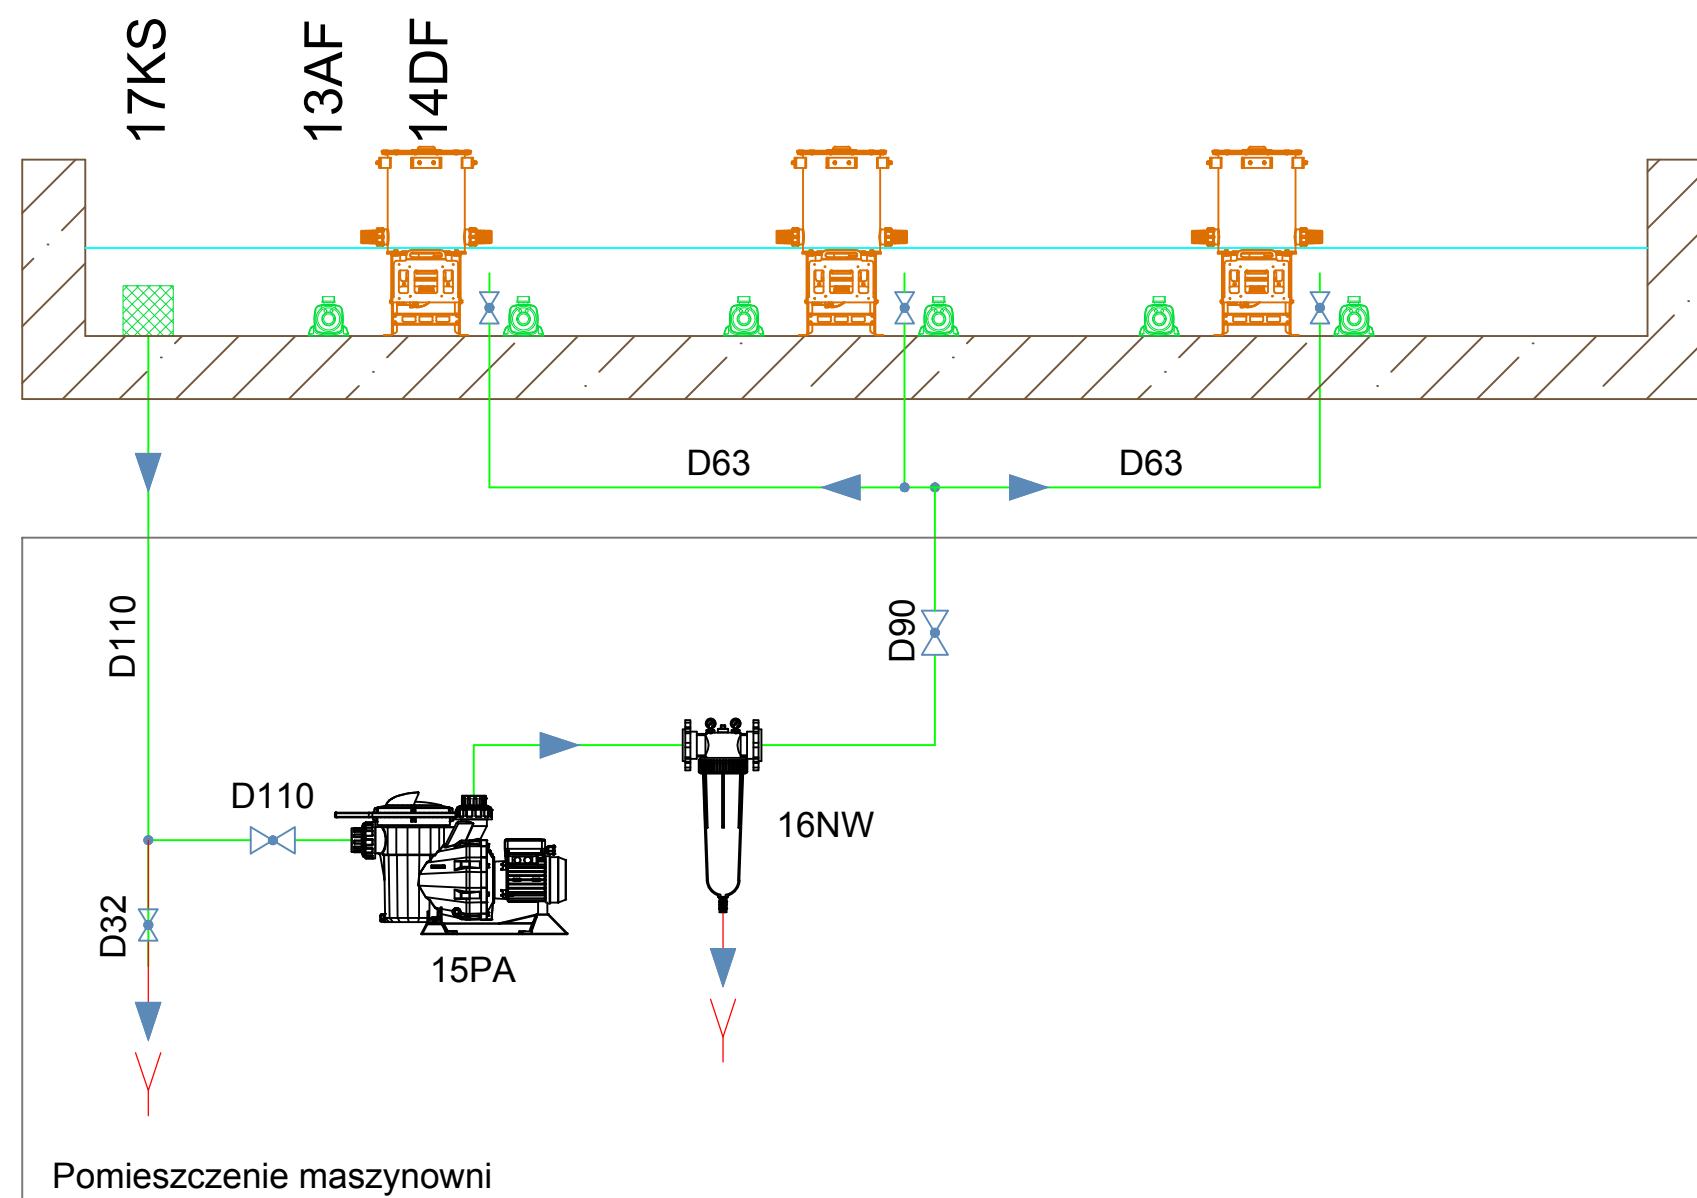 17KS
13AF
14DF
D63
D63
D110
D90
D110
16NW
D32
15PA
Pomieszczenie maszynowni